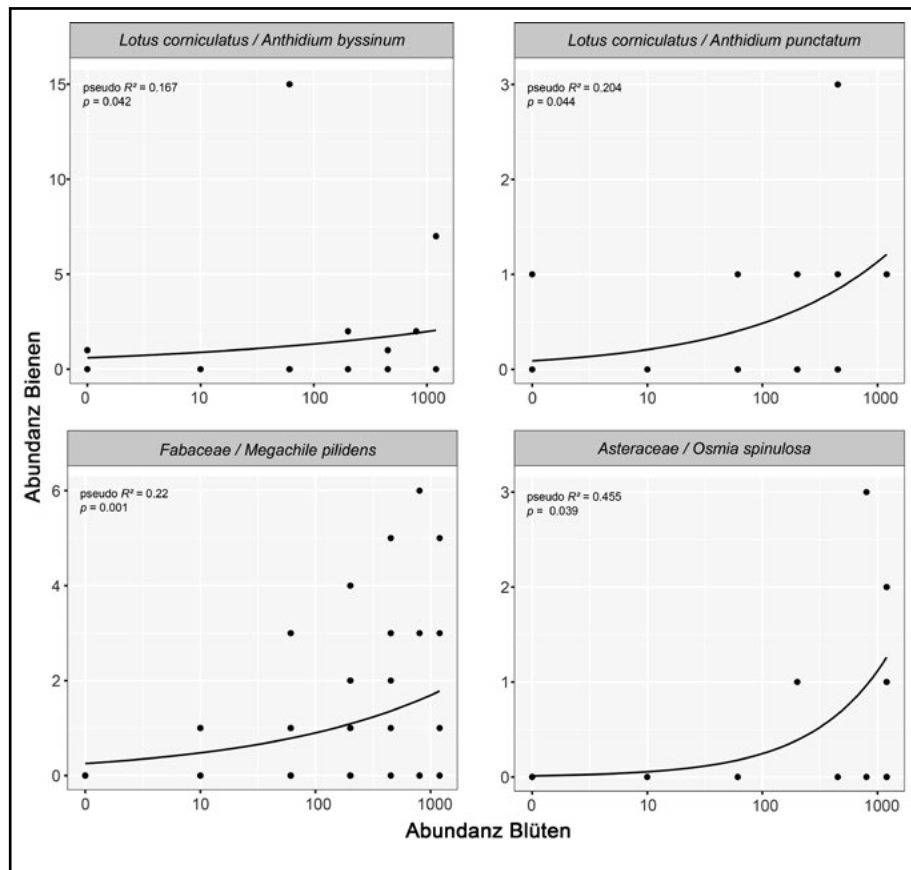 Lotus corniculatus / Anthidium byssinum
pseudo R² = 0.167
p = 0.042
15
10
5
0
0 10 100 1000
Lotus corniculatus / Anthidium punctatum
pseudo R² = 0.204
p = 0.044
3
2
1
0
0 10 100 1000
Abundanz Bienen
Fabaceae / Megachile pilidens
pseudo R² = 0.22
p = 0.001
6
4
2
0
0 10 100 1000
Asteraceae / Osmia spinulosa
pseudo R² = 0.455
p = 0.039
3
2
1
0
0 10 100 1000
Abundanz Blüten